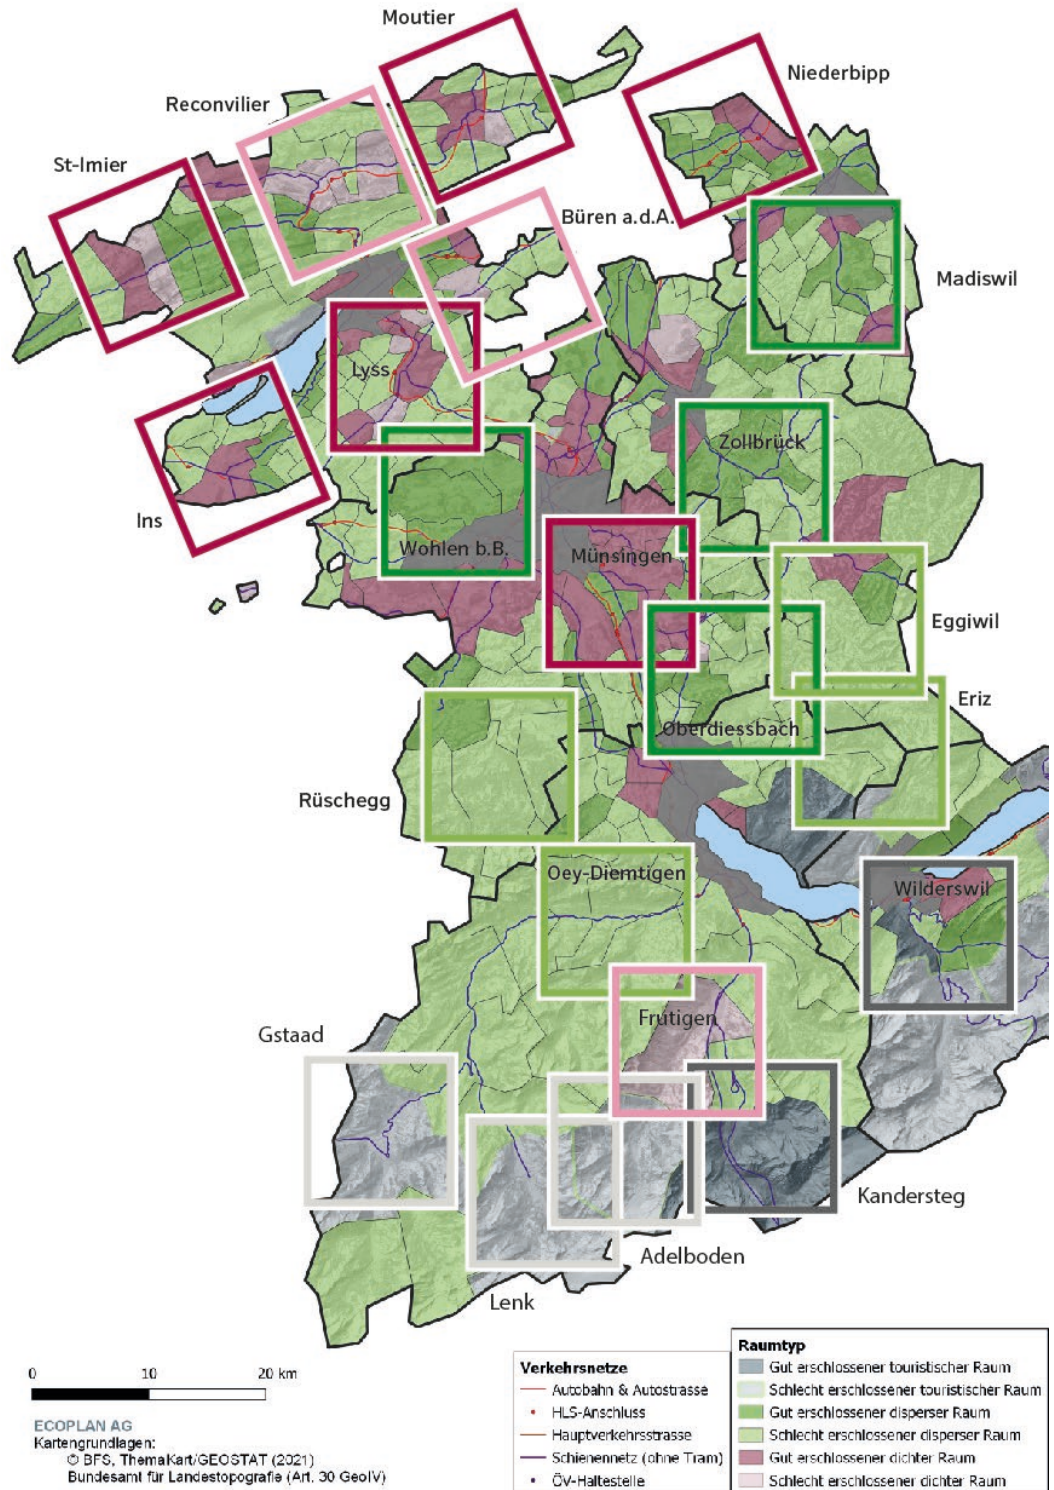 Moutier
Niederbipp
Reconvilier
St-Imier
Büren a.d.A.
Madiswil
Lyss
Zollbrück
Ins
Wohlen b.B.
Münsingen
Eggiwil
Eriz
Oberdiessbach
Rüschegg
Oey-Diemtigen
Wilderswil
Frutigen
Gstaad
Kandersteg
Adelboden
Lenk
0 10 20 km
ECOPLAN AG
Kartengrundlagen:
© BFS, ThemaKart/GEOSTAT (2021)
Bundesamt für Landestopografie (Art. 30 GeoIV)
Verkehrsnetze
Autobahn & Autostrasse
HLS-Anschluss
Hauptverkehrsstrasse
Schienennetz (ohne Tram)
ÖV-Haltestelle
Raumtyp
Gut erschlossener touristischer Raum
Schlecht erschlossener touristischer Raum
Gut erschlossener disperser Raum
Schlecht erschlossener disperser Raum
Gut erschlossener dichter Raum
Schlecht erschlossener dichter Raum